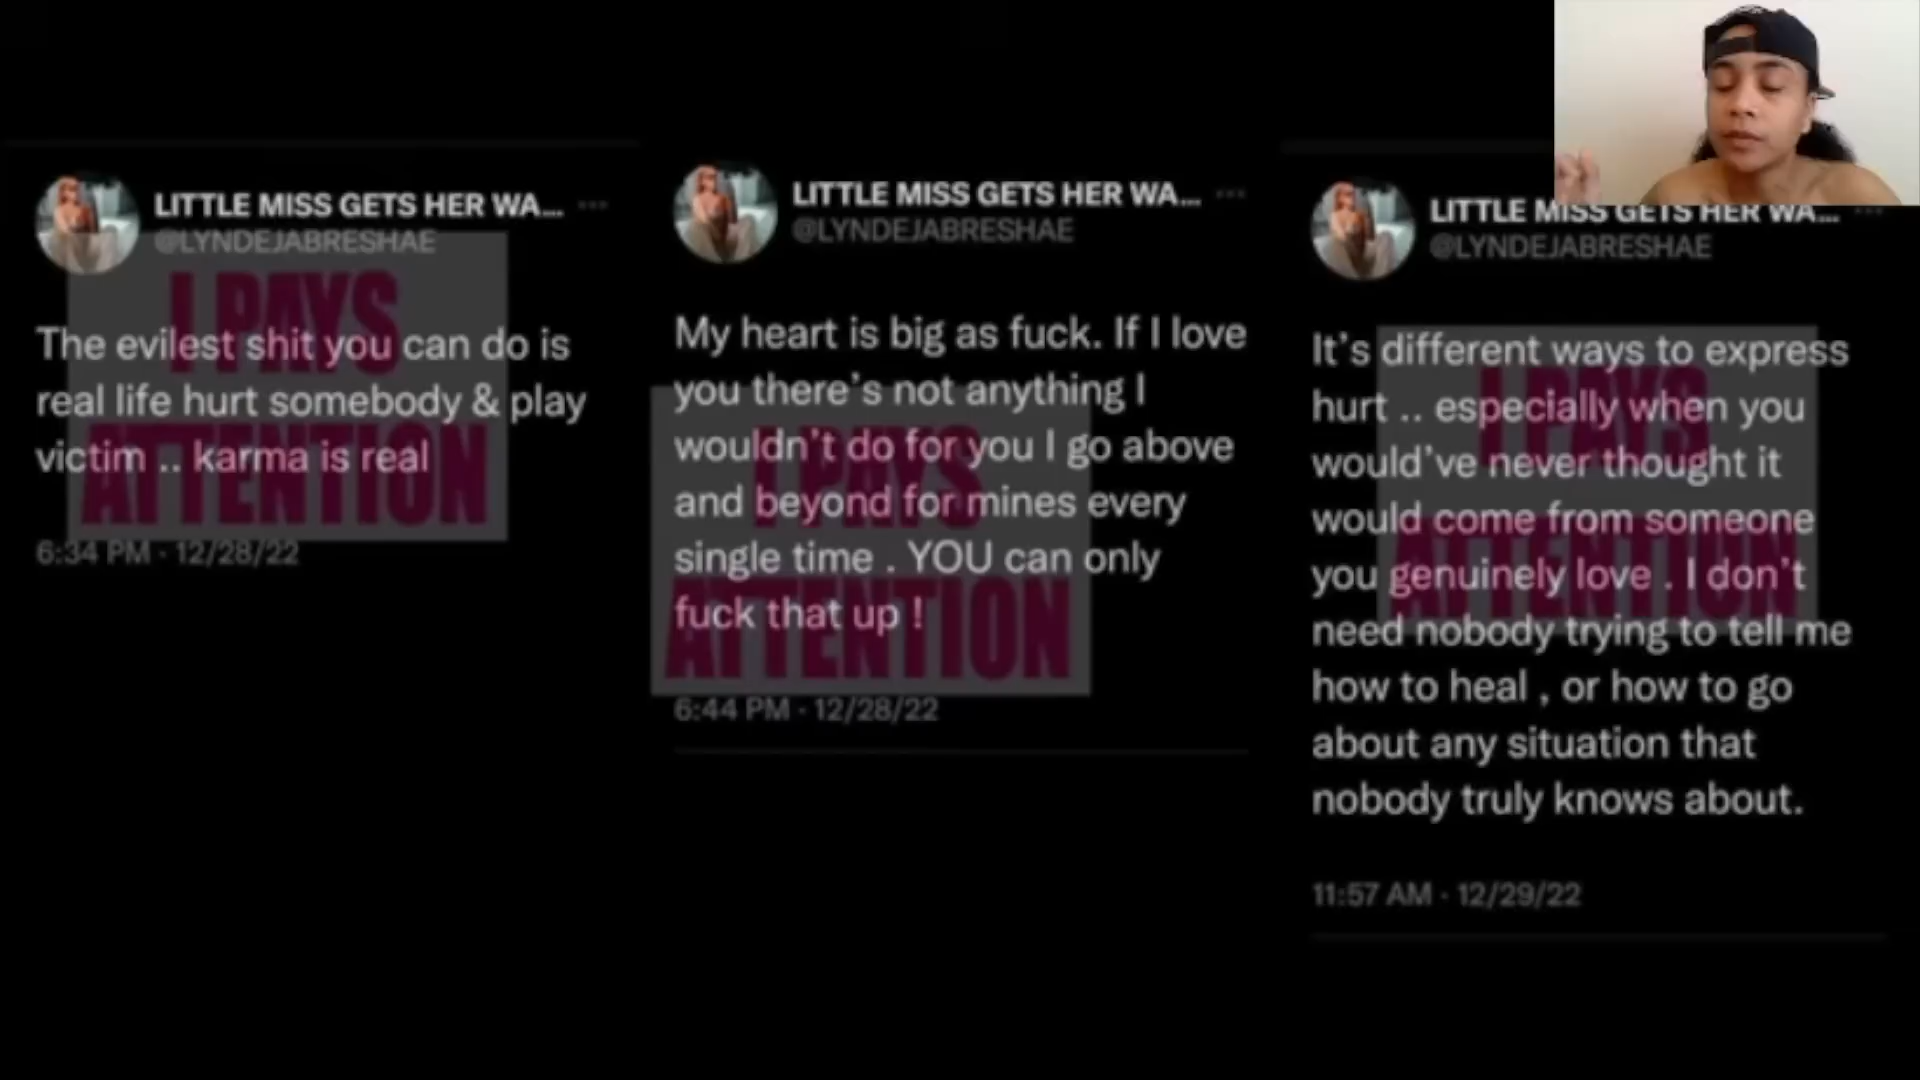 LITTLE MISS GETS HER WA... ...
@LYNDEJABRESHAE
I PAYS
ATTENTION
The evilest shit you can do is
real life hurt somebody & play
victim .. karma is real
6:34 PM · 12/28/22
LITTLE MISS GETS HER WA... ...
@LYNDEJABRESHAE
My heart is big as fuck. If I love
you there's not anything I
wouldn't do for you I go above
and beyond for mines every
single time . YOU can only
fuck that up !
I PAYS
ATTENTION
6:44 PM · 12/28/22
LITTLE MISS GETS HER WA... ...
@LYNDEJABRESHAE
It's different ways to express
hurt .. especially when you
would've never thought it
would come from someone
you genuinely love . I don't
need nobody trying to tell me
how to heal , or how to go
about any situation that
nobody truly knows about.
I PAYS
ATTENTION
11:57 AM · 12/29/22